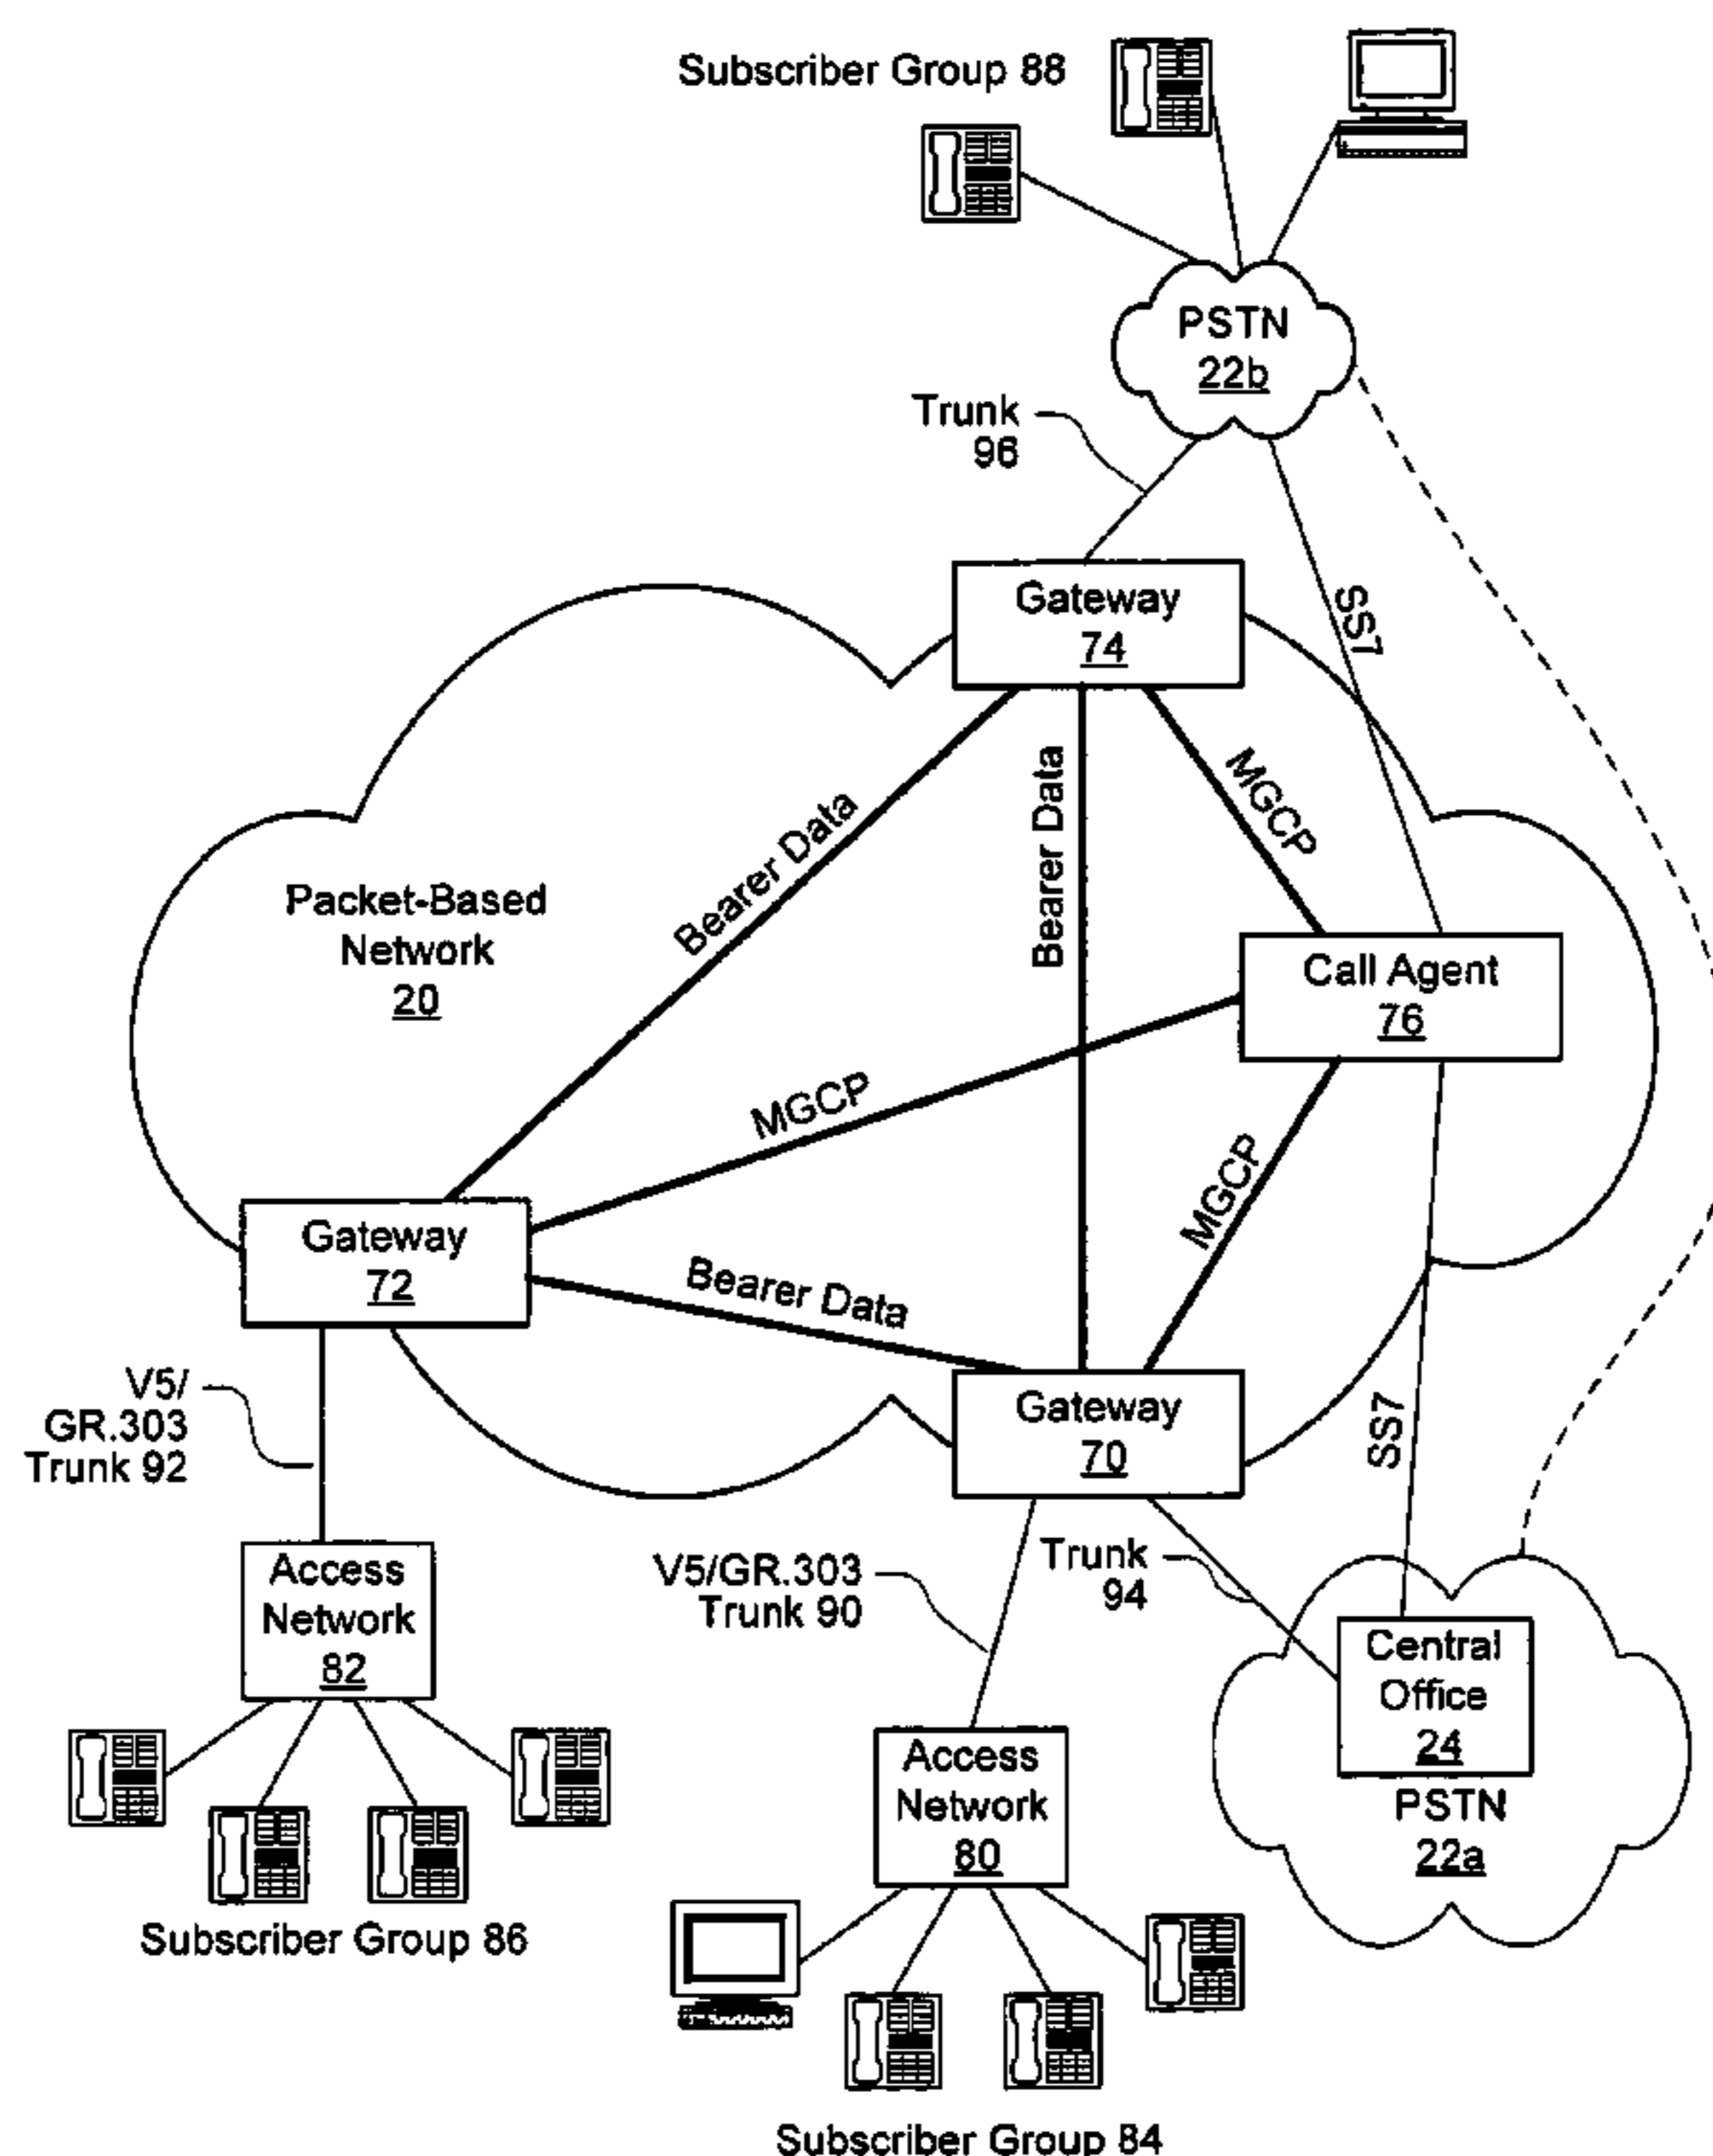 Subscriber Group 88
PSTN
22b
Trunk
96
Gateway
74
SS7
MGCP
Bearer Data
Bearer Data
Packet-Based
Network
20
Call Agent
76
MGCP
MGCP
Gateway
72
Bearer Data
V5/
GR.303
Trunk 92
Gateway
70
SS7
Access
Network
82
V5/GR.303
Trunk 90
Trunk
94
Central
Office
24
PSTN
22a
Access
Network
80
Subscriber Group 86
Subscriber Group 84